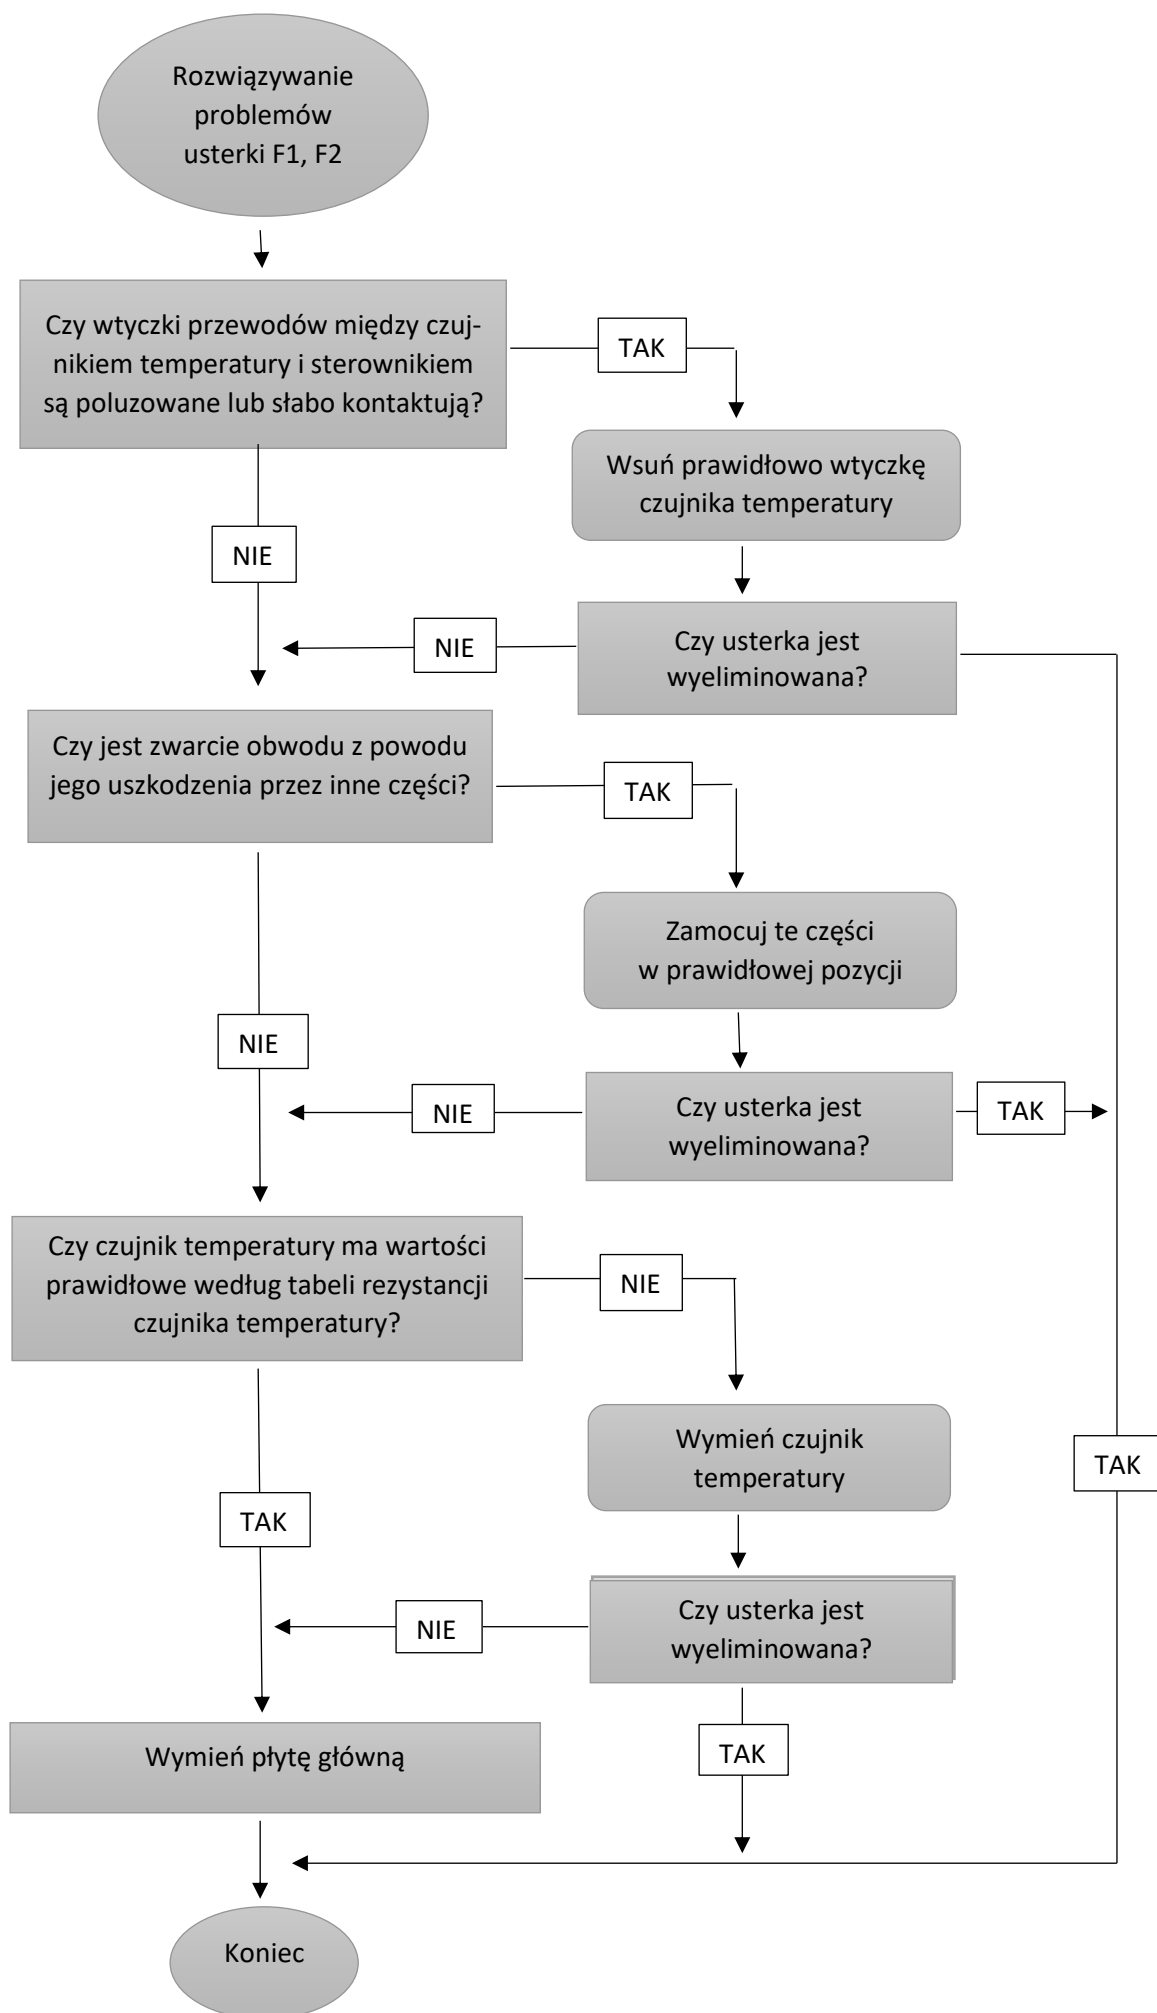 Rozwiązywanie
problemów
usterki F1, F2
Czy wtyczki przewodów między czuj-
nikiem temperatury i sterownikiem
są poluzowane lub słabo kontaktują?
TAK
Wsuń prawidłowo wtyczkę
czujnika temperatury
NIE
NIE
Czy usterka jest
wyeliminowana?
Czy jest zwarcie obwodu z powodu
jego uszkodzenia przez inne części?
TAK
Zamocuj te części
w prawidłowej pozycji
NIE
NIE
Czy usterka jest
wyeliminowana?
TAK
Czy czujnik temperatury ma wartości
prawidłowe według tabeli rezystancji
czujnika temperatury?
NIE
Wymień czujnik
temperatury
TAK
TAK
NIE
Czy usterka jest
wyeliminowana?
TAK
Wymień płytę główną
Koniec